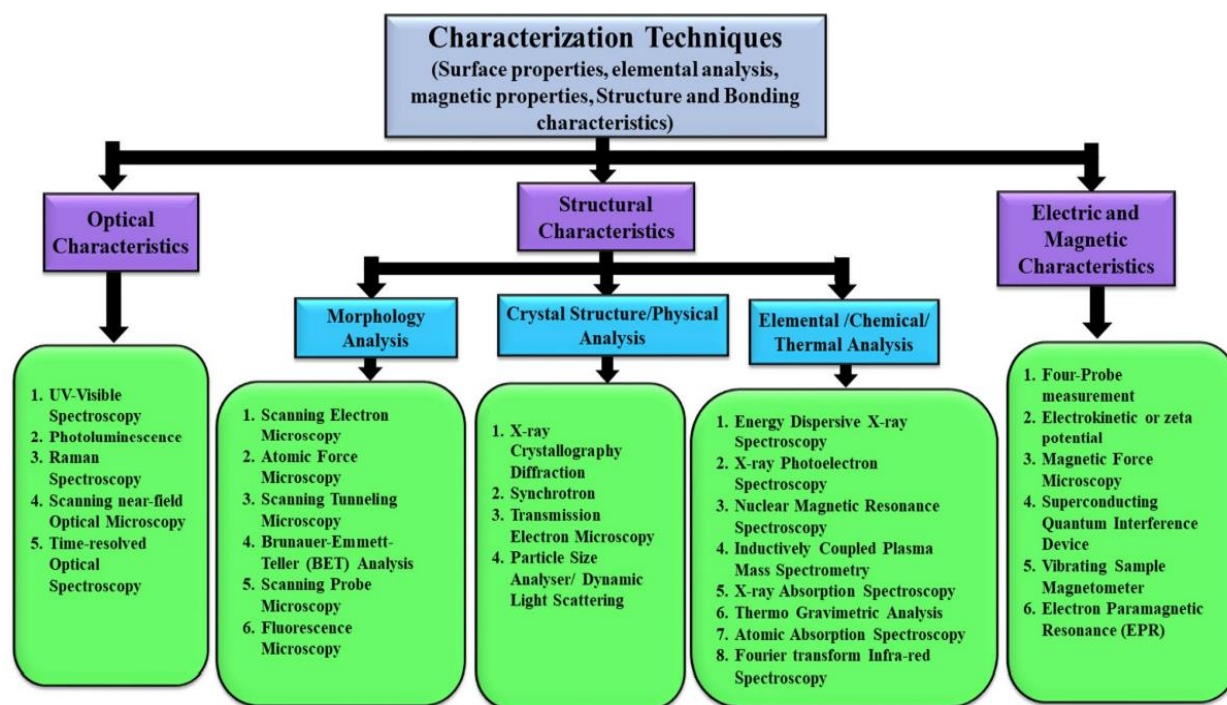 Characterization Techniques
(Surface properties, elemental analysis,
magnetic properties, Structure and Bonding
characteristics)
Optical
Characteristics
Structural
Characteristics
Electric and
Magnetic
Characteristics
Morphology
Analysis
Crystal Structure/Physical
Analysis
Elemental /Chemical/
Thermal Analysis
1. UV-Visible
Spectroscopy
2. Photoluminescence
3. Raman
Spectroscopy
4. Scanning near-field
Optical Microscopy
5. Time-resolved
Optical
Spectroscopy
1. Scanning Electron
Microscopy
2. Atomic Force
Microscopy
3. Scanning Tunneling
Microscopy
4. Brunauer-Emmett-
Teller (BET) Analysis
5. Scanning Probe
Microscopy
6. Fluorescence
Microscopy
1. X-ray
Crystallography
Diffraction
2. Synchrotron
3. Transmission
Electron Microscopy
4. Particle Size
Analyser/ Dynamic
Light Scattering
1. Energy Dispersive X-ray
Spectroscopy
2. X-ray Photoelectron
Spectroscopy
3. Nuclear Magnetic Resonance
Spectroscopy
4. Inductively Coupled Plasma
Mass Spectrometry
5. X-ray Absorption Spectroscopy
6. Thermo Gravimetric Analysis
7. Atomic Absorption Spectroscopy
8. Fourier transform Infra-red
Spectroscopy
1. Four-Probe
measurement
2. Electrokinetic or zeta
potential
3. Magnetic Force
Microscopy
4. Superconducting
Quantum Interference
Device
5. Vibrating Sample
Magnetometer
6. Electron Paramagnetic
Resonance (EPR)